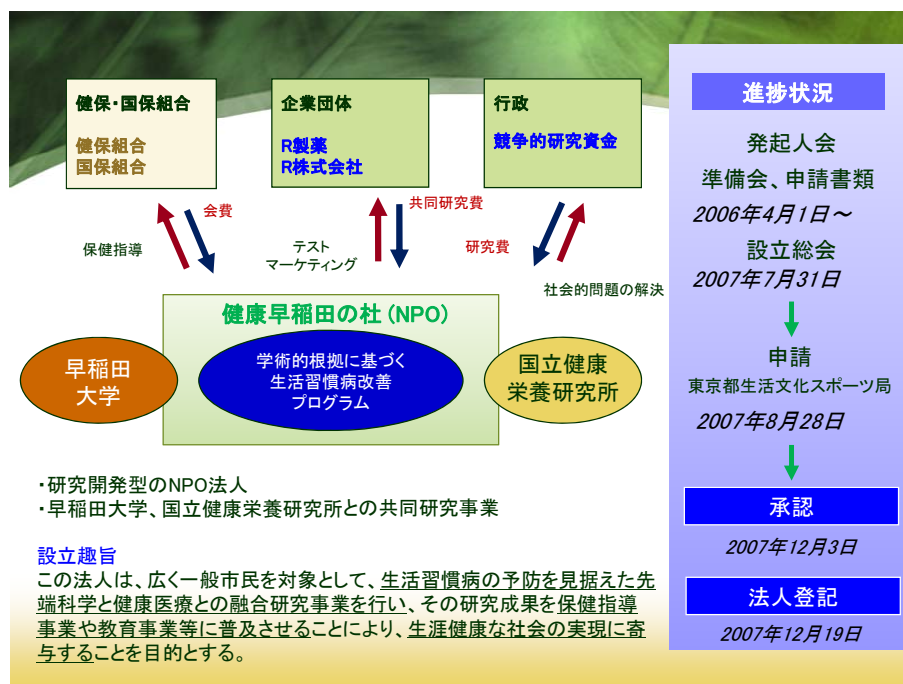 健保・国保組合
健保組合
国保組合
企業団体
R製薬
R株式会社
行政
競争的研究資金
会費
保健指導
共同研究費
テスト
マーケティング
研究費
社会的問題の解決
健康早稲田の杜(NPO)
早稲田
大学
学術的根拠に基づく
生活習慣病改善
プログラム
国立健康
栄養研究所
・研究開発型のNPO法人
・早稲田大学、国立健康栄養研究所との共同研究事業
設立趣旨
この法人は、広く一般市民を対象として、生活習慣病の予防を見据えた先
端科学と健康医療との融合研究事業を行い、その研究成果を保健指導
事業や教育事業等に普及させることにより、生涯健康な社会の実現に寄
与することを目的とする。
進捗状況
発起人会
準備会、申請書類
2006年4月1日～
設立総会
2007年7月31日
申請
東京都生活文化スポーツ局
2007年8月28日
承認
2007年12月3日
法人登記
2007年12月19日